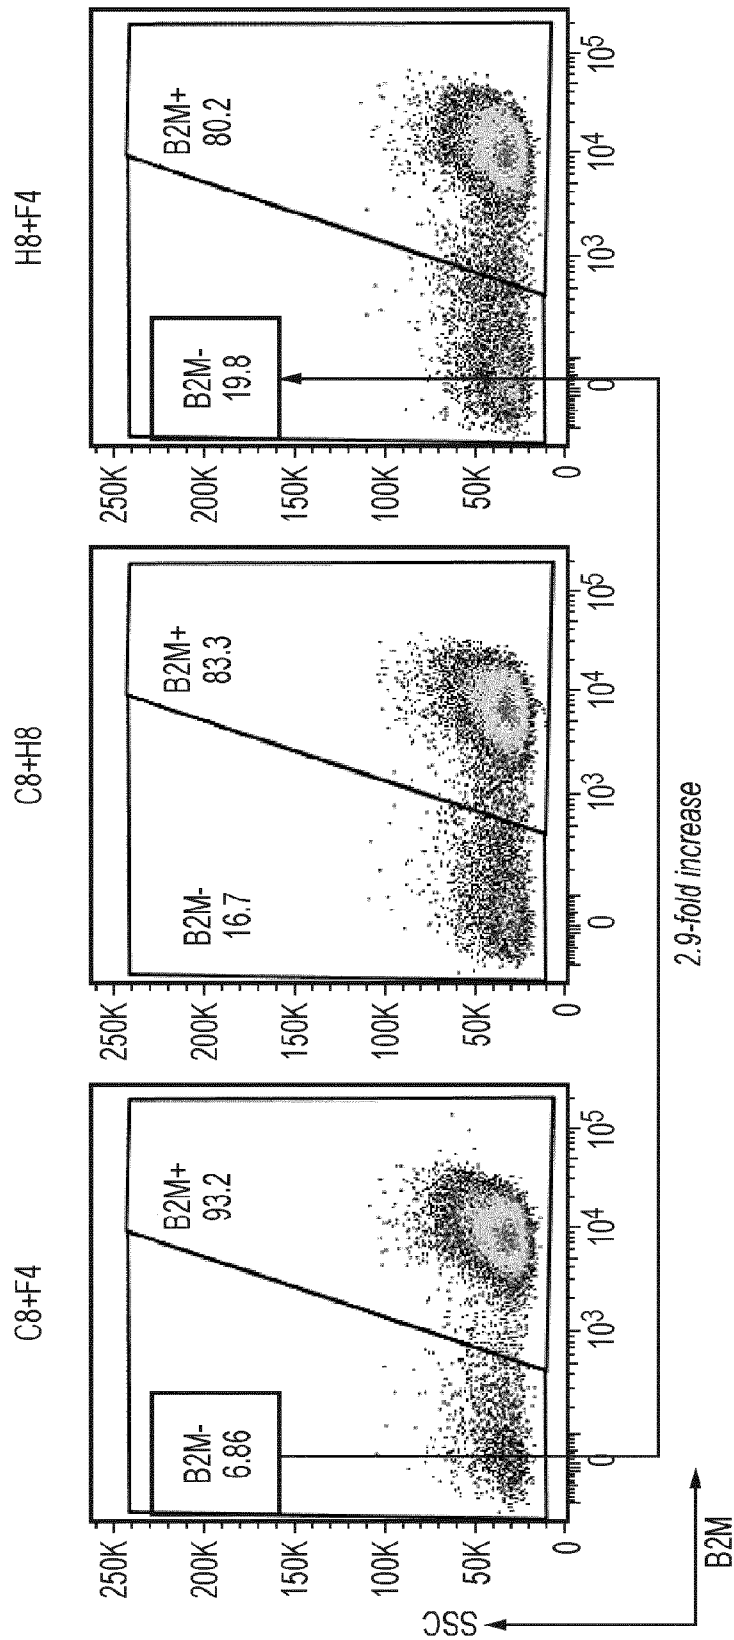 C8+F4
250K
200K
150K
100K
50K
0
B2M-
6.86
B2M+
93.2
0
10³
10⁴
10⁵
SSC
B2M
C8+H8
250K
200K
150K
100K
50K
0
B2M-
16.7
B2M+
83.3
0
10³
10⁴
10⁵
H8+F4
250K
200K
150K
100K
50K
0
B2M-
19.8
B2M+
80.2
0
10³
10⁴
10⁵
2.9-fold increase